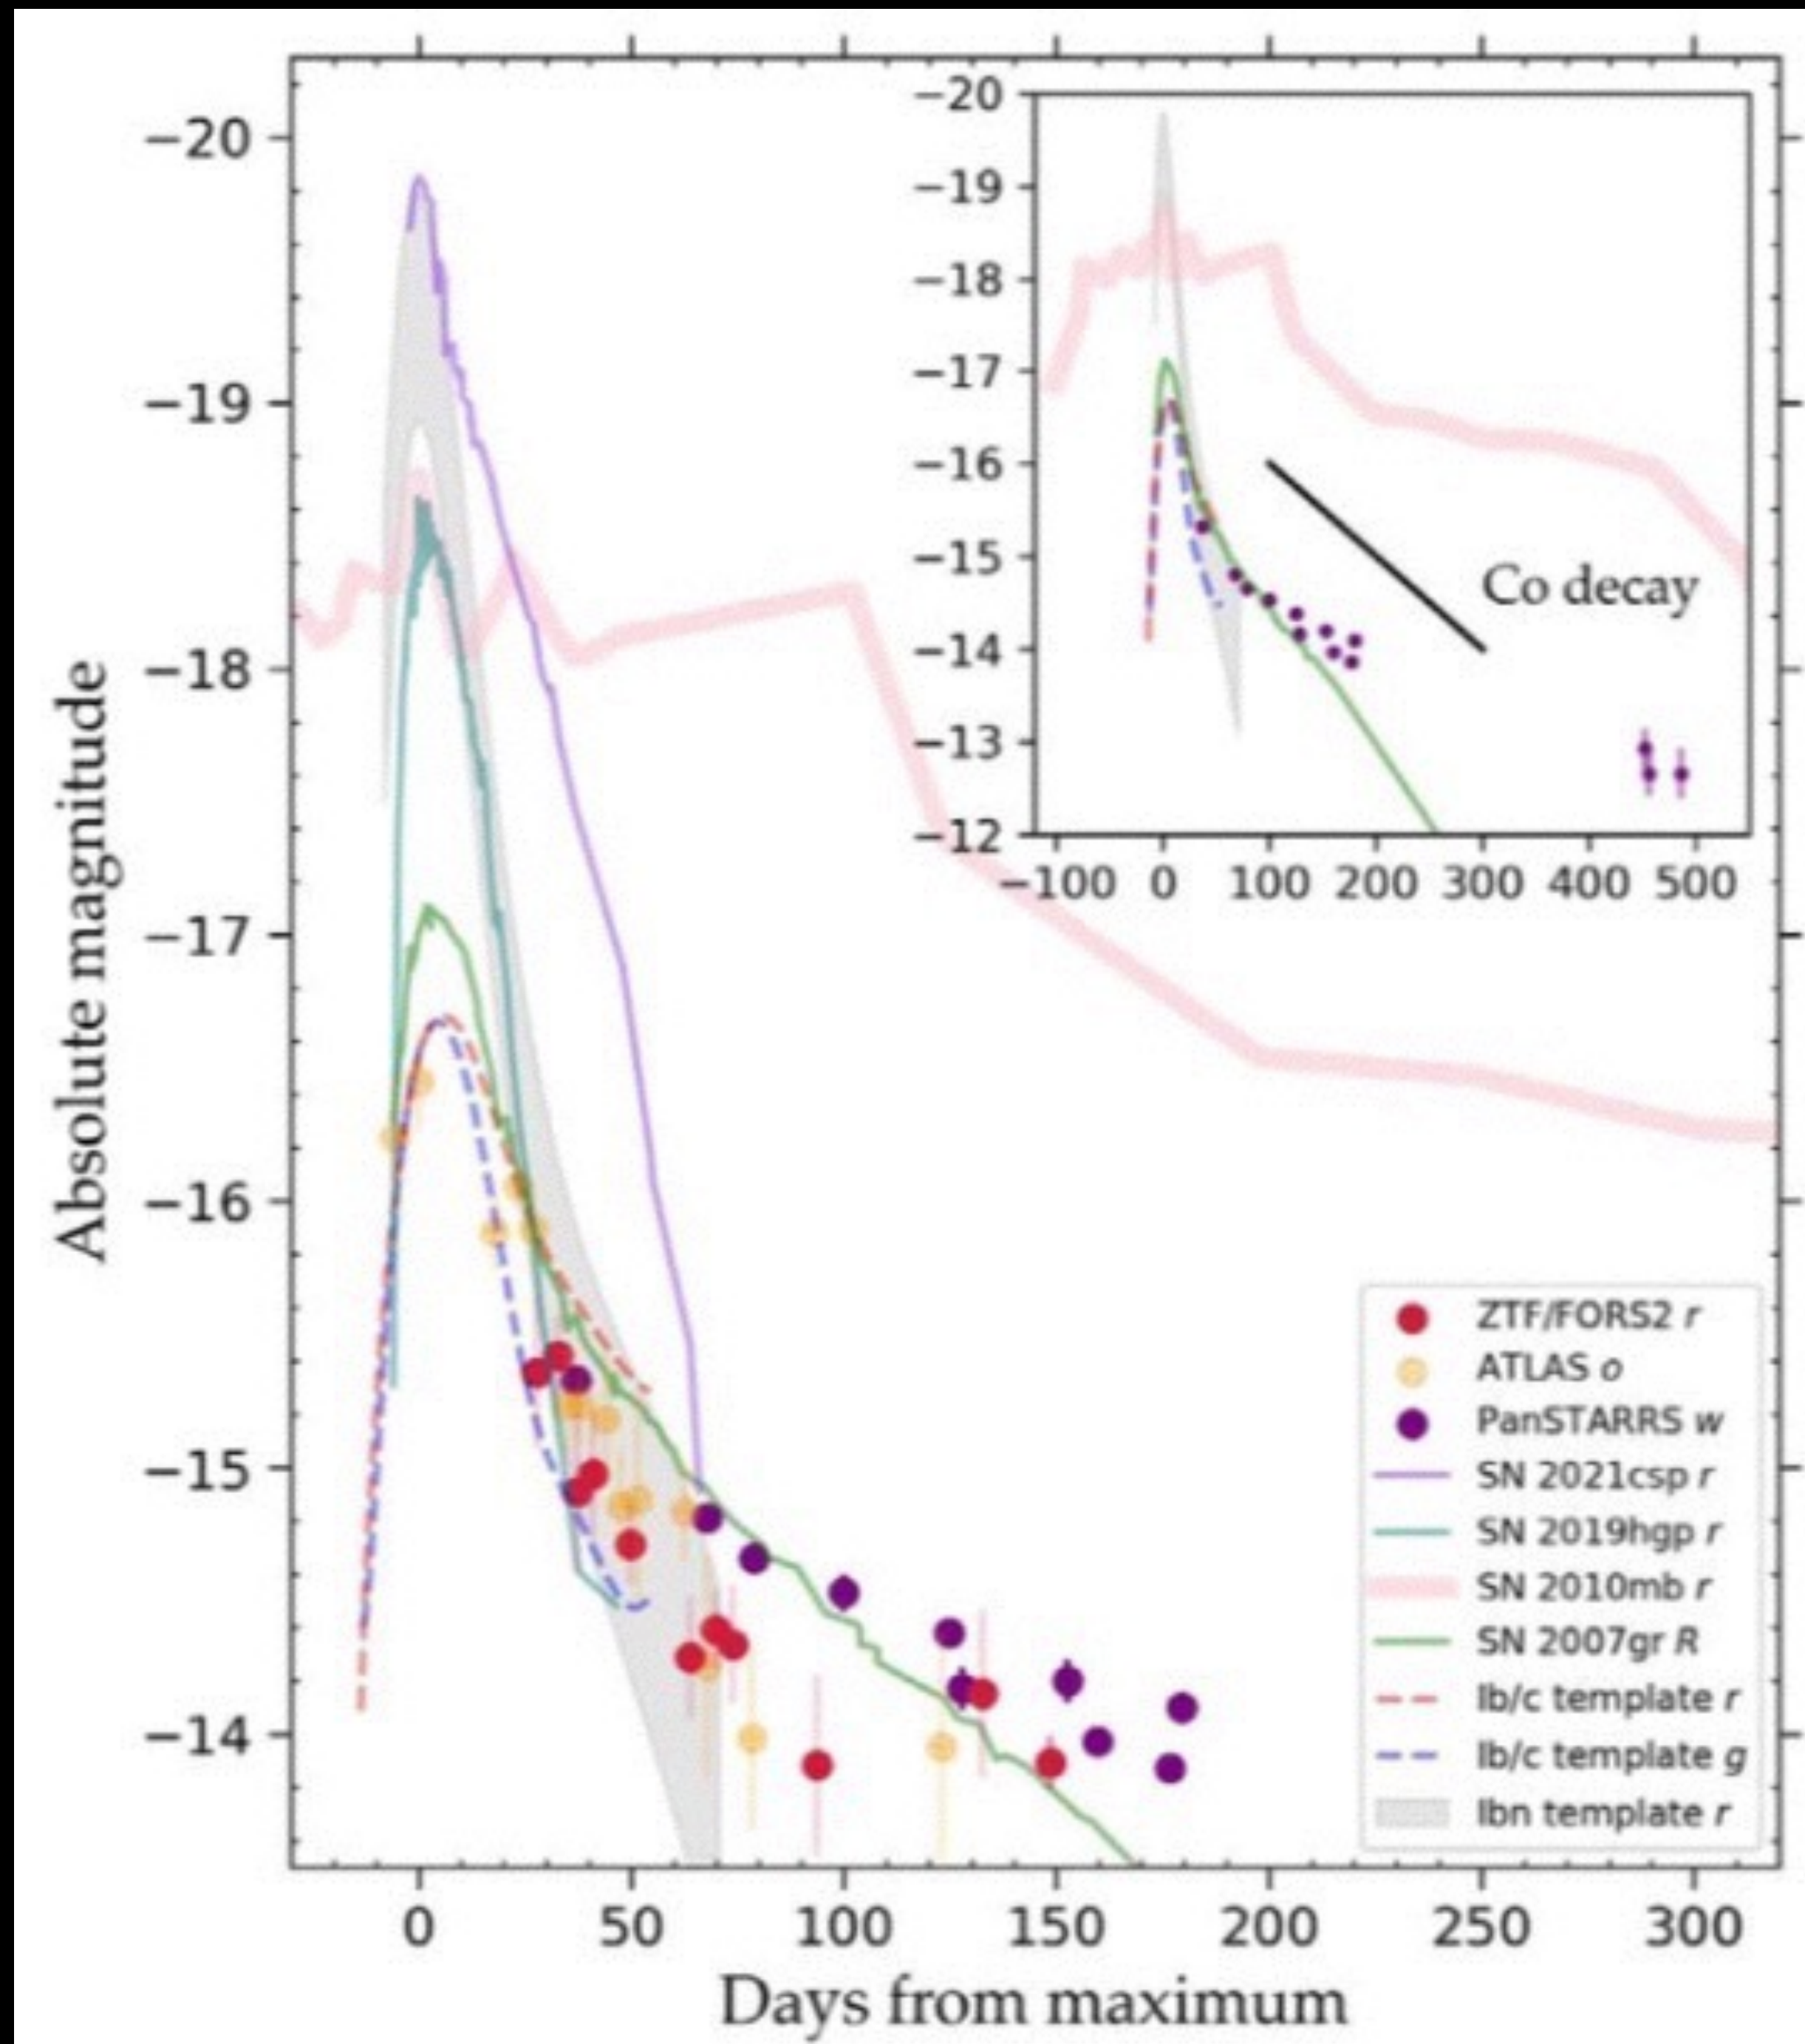 Absolute magnitude
−20
−19
−18
−17
−16
−15
−14
−20
−19
−18
−17
−16
−15
−14
−13
−12
−100 0 100 200 300 400 500
Co decay
ZTF/FORS2 r
ATLAS o
PanSTARRS w
SN 2021csp r
SN 2019hgp r
SN 2010mb r
SN 2007gr R
Ib/c template r
Ib/c template g
Ibn template r
0 50 100 150 200 250 300
Days from maximum